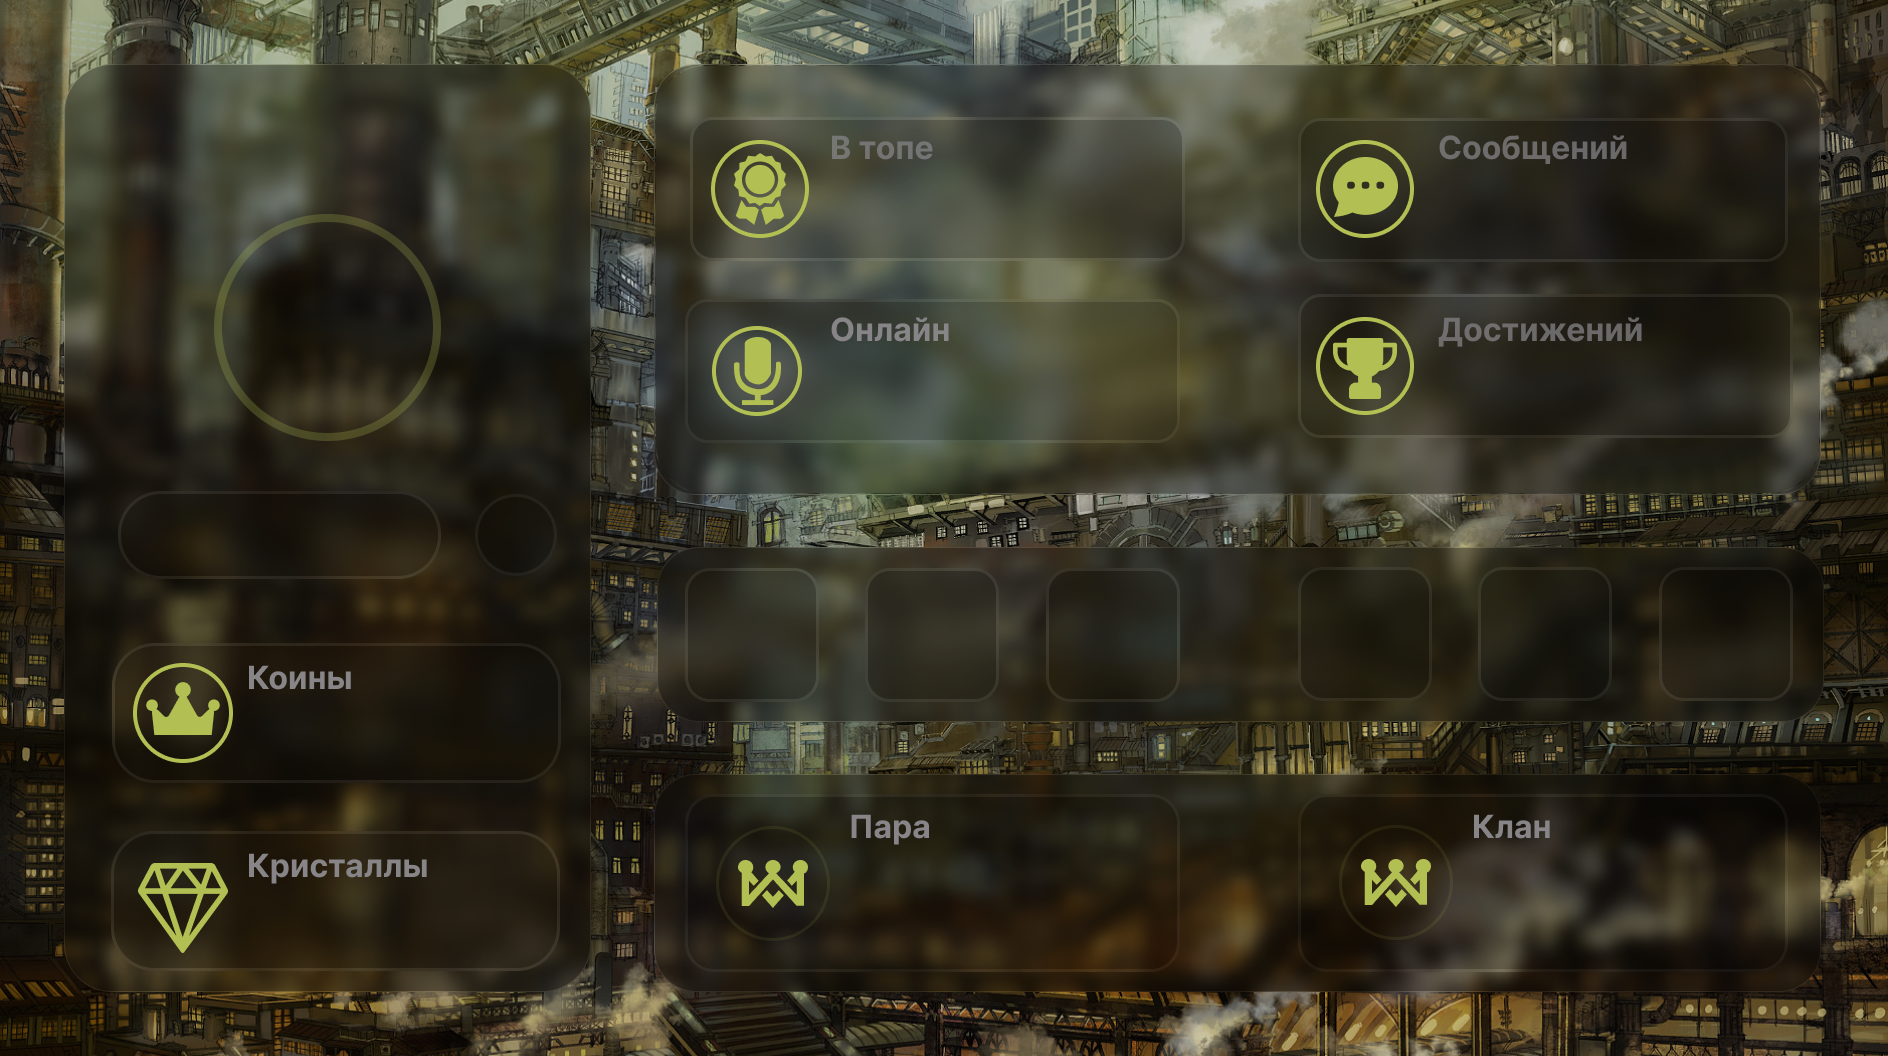 В топе
Сообщений
Онлайн
Достижений
Коины
Кристаллы
Пара
Клан